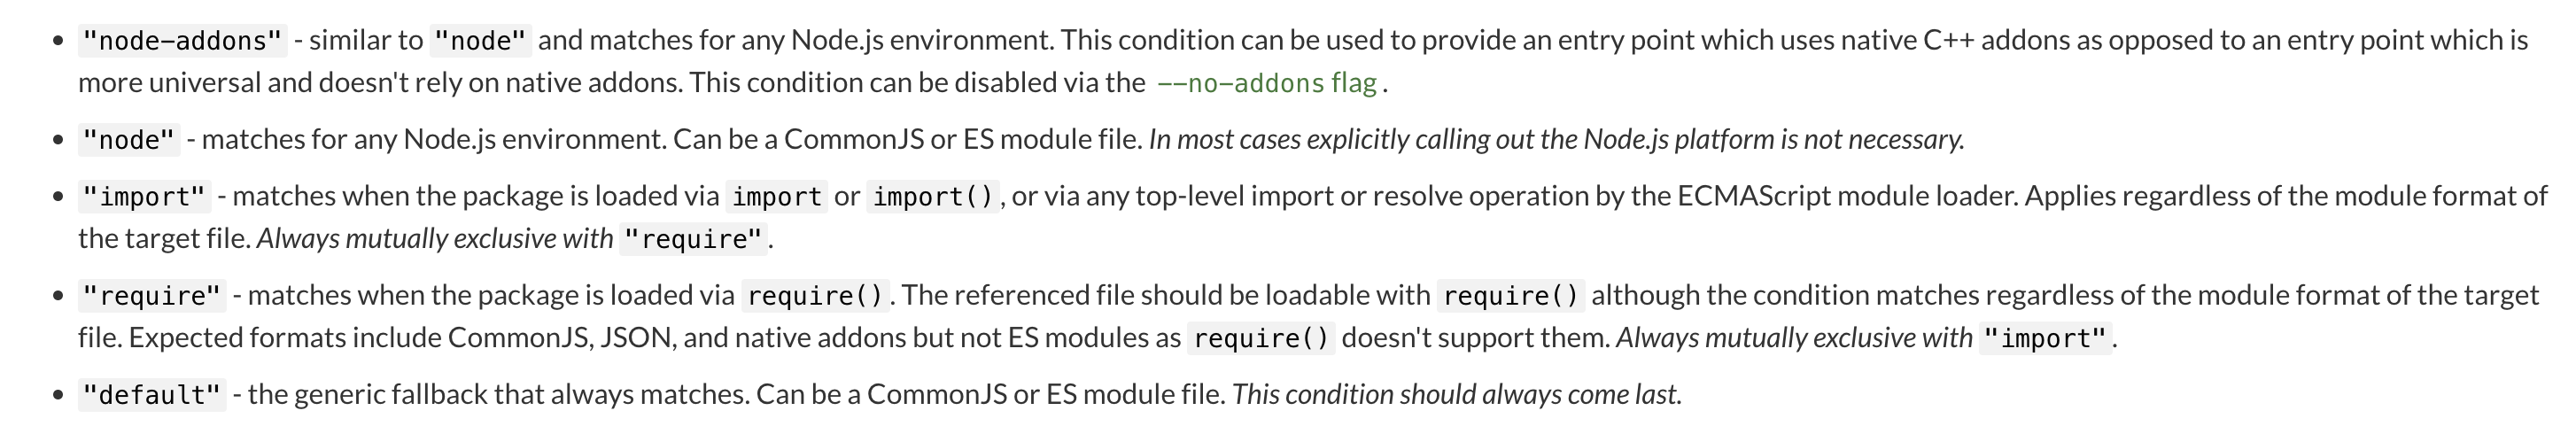 • "node-addons" - similar to "node" and matches for any Node.js environment. This condition can be used to provide an entry point which uses native C++ addons as opposed to an entry point which is
more universal and doesn't rely on native addons. This condition can be disabled via the --no-addons flag.
• "node" - matches for any Node.js environment. Can be a CommonJS or ES module file. In most cases explicitly calling out the Node.js platform is not necessary.
• "import" - matches when the package is loaded via import or import(), or via any top-level import or resolve operation by the ECMAScript module loader. Applies regardless of the module format of
the target file. Always mutually exclusive with "require".
• "require" - matches when the package is loaded via require(). The referenced file should be loadable with require() although the condition matches regardless of the module format of the target
file. Expected formats include CommonJS, JSON, and native addons but not ES modules as require() doesn't support them. Always mutually exclusive with "import".
• "default" - the generic fallback that always matches. Can be a CommonJS or ES module file. This condition should always come last.